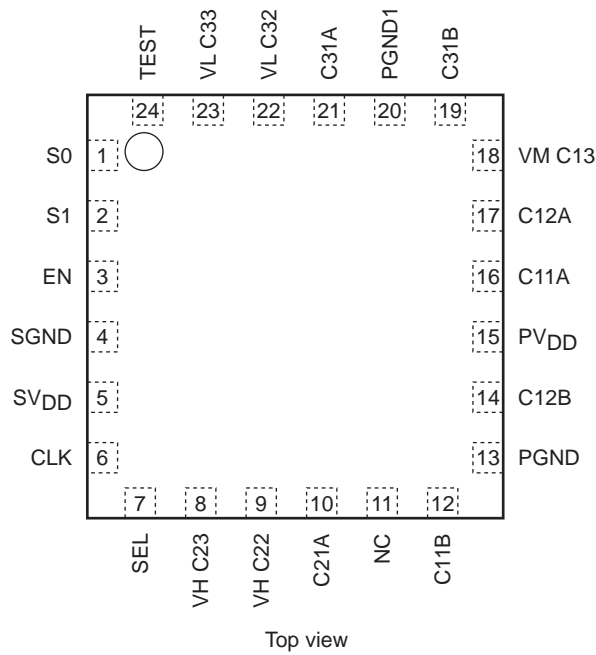 TEST
VL C33
VL C32
C31A
PGND1
C31B
24
23
22
21
20
19
S0 1
18 VM C13
S1 2
17 C12A
EN 3
16 C11A
SGND 4
15 PVDD
SVDD 5
14 C12B
CLK 6
13 PGND
7
8
9
10
11
12
SEL
VH C23
VH C22
C21A
NC
C11B
Top view